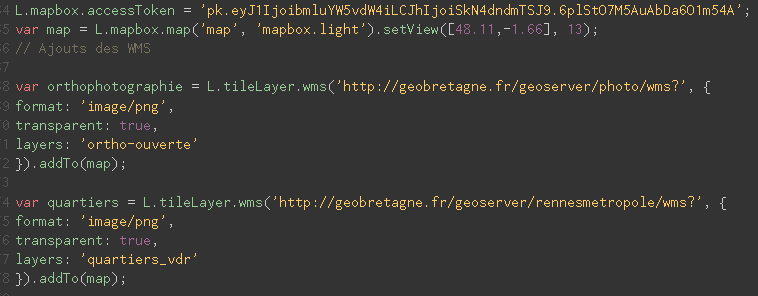 54 L.mapbox.accessToken = 'pk.eyJ1IjoibmluYW5vdW4iLCJhIjoiSkN4dndmTSJ9.6plStO7M5AuAbDa6O1m54A';
55 var map = L.mapbox.map('map', 'mapbox.light').setView([48.11,-1.66], 13);
56 // Ajouts des WMS
var orthophotographie = L.tileLayer.wms('http://geobretagne.fr/geoserver/photo/wms?', {
format: 'image/png',
transparent: true,
layers: 'ortho-ouverte'
}).addTo(map);
var quartiers = L.tileLayer.wms('http://geobretagne.fr/geoserver/rennesmetropole/wms?', {
format: 'image/png',
transparent: true,
layers: 'quartiers_vdr'
}).addTo(map);